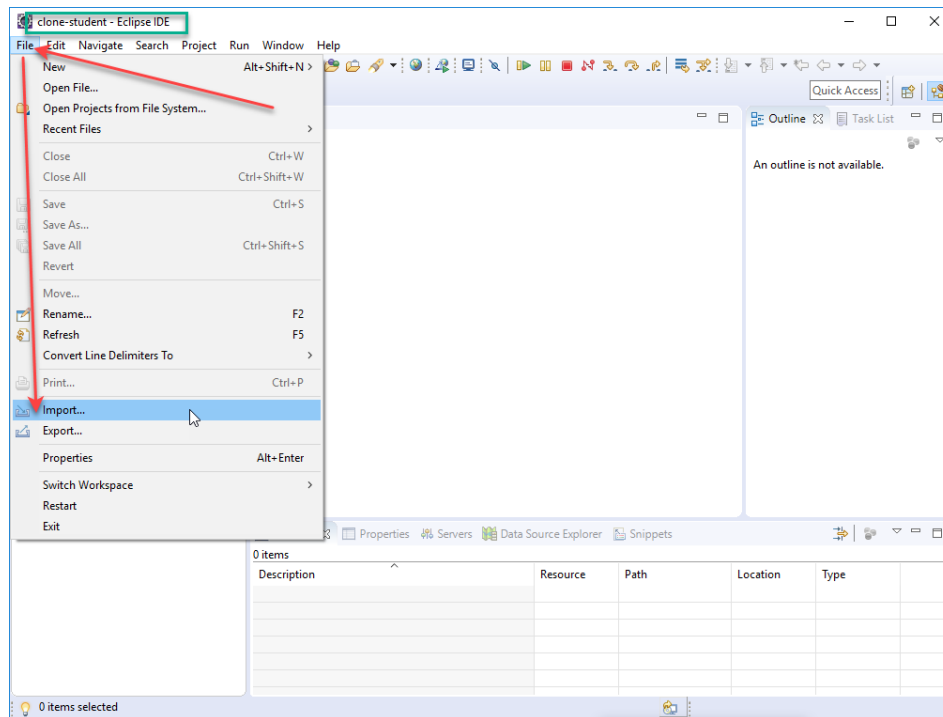 clone-student - Eclipse IDE
File Edit Navigate Search Project Run Window Help
New Alt+Shift+N >
Open File...
Open Projects from File System...
Recent Files >
Close Ctrl+W
Close All Ctrl+Shift+W
Save Ctrl+S
Save As...
Save All Ctrl+Shift+S
Revert
Move...
Rename... F2
Refresh F5
Convert Line Delimiters To >
Print... Ctrl+P
Import...
Export...
Properties Alt+Enter
Switch Workspace >
Restart
Exit
Quick Access
Outline Task List
An outline is not available.
Properties Servers Data Source Explorer Snippets
0 items
Description Resource Path Location Type
0 items selected